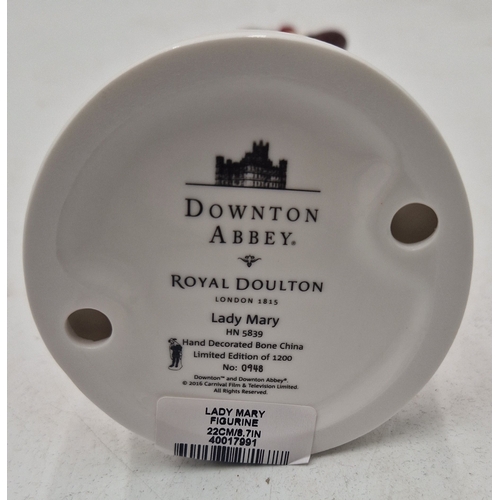 DOWNTON
ABBEY®
ROYAL DOULTON
LONDON 1815
Lady Mary
HN 5839
Hand Decorated Bone China
Limited Edition of 1200
No: 0948
Downton™ and Downton Abbey®.
© 2016 Carnival Film & Television Limited.
All Rights Reserved.
LADY MARY
FIGURINE
22CM/8.7IN
40017991